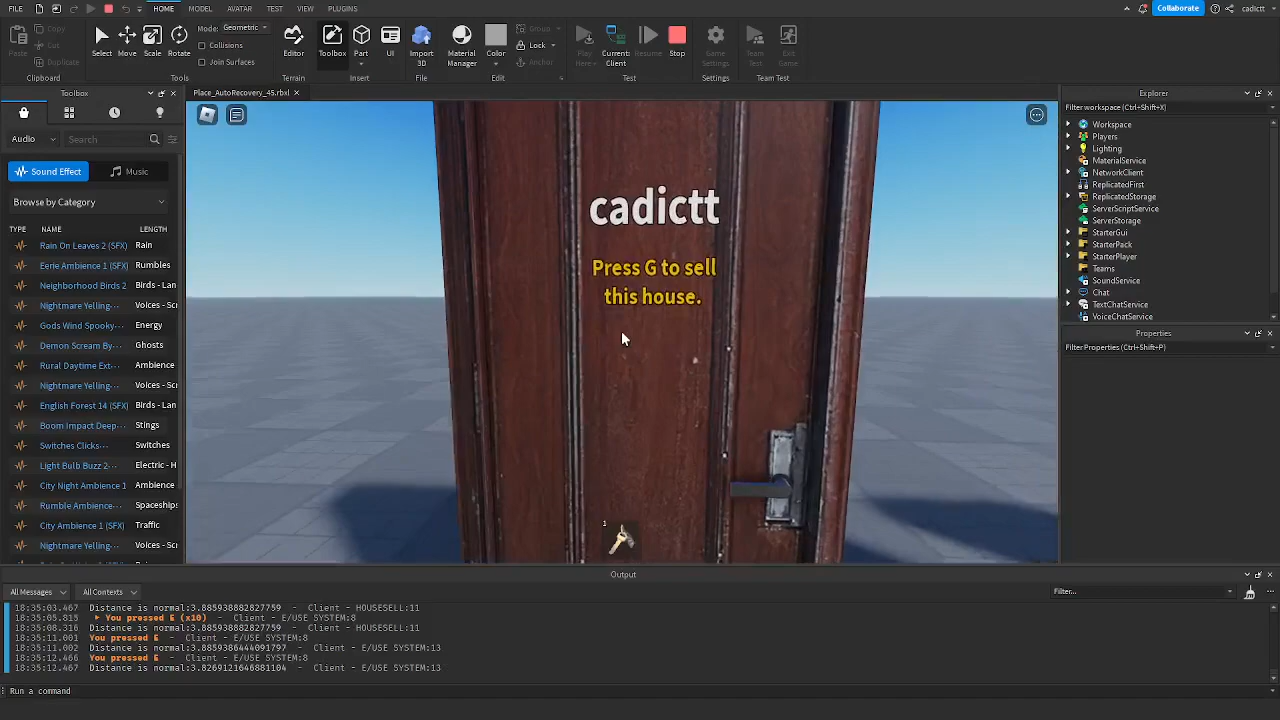 FILE
HOME
MODEL
AVATAR
TEST
VIEW
PLUGINS
Collaborate
cadictt
Paste
Copy
Cut
Duplicate
Clipboard
Select
Move
Scale
Rotate
Mode:
Geometric
Collisions
Join Surfaces
Tools
Editor
Terrain
Toolbox
Part
UI
Insert
Import
3D
File
Material
Manager
Color
Group
Lock
Anchor
Edit
Play
Here
Current:
Client
Resume
Stop
Test
Game
Settings
Settings
Team
Test
Exit
Game
Team Test
Toolbox
Audio
Search
Sound Effect
Music
Browse by Category
TYPE NAME LENGTH
Rain On Leaves 2 (SFX) Rain
Eerie Ambience 1 (SFX) Rumbles
Neighborhood Birds 2 Birds - Lan
Nightmare Yelling··· Voices - Scr
Gods Wind Spooky··· Energy
Demon Scream By··· Ghosts
Rural Daytime Ext··· Ambience
Nightmare Yelling··· Voices - Scr
English Forest 14 (SFX) Birds - Lan
Boom Impact Deep··· Stings
Switches Clicks··· Switches
Light Bulb Buzz 2··· Electric - H
City Night Ambience 1 Ambience
Rumble Ambience··· Spaceship
City Ambience 1 (SFX) Traffic
Nightmare Yelling··· Voices - Scr
Place_AutoRecovery_45.rbxl
cadictt
Press G to sell
this house.
1
Explorer
Filter workspace (Ctrl+Shift+X)
Workspace
Players
Lighting
MaterialService
NetworkClient
ReplicatedFirst
ReplicatedStorage
ServerScriptService
ServerStorage
StarterGui
StarterPack
StarterPlayer
Teams
SoundService
Chat
TextChatService
VoiceChatService
Properties
Filter Properties (Ctrl+Shift+P)
Output
All Messages
All Contexts
Filter...
18:35:03.467 Distance is normal:3.885938882827759 - Client - HOUSESELL:11
18:35:05.815 You pressed E (x10) - Client - E/USE SYSTEM:8
18:35:08.316 Distance is normal:3.885938882827759 - Client - HOUSESELL:11
18:35:11.001 You pressed E - Client - E/USE SYSTEM:8
18:35:11.002 Distance is normal:3.8859386444091797 - Client - E/USE SYSTEM:13
18:35:12.466 You pressed E - Client - E/USE SYSTEM:8
18:35:12.467 Distance is normal:3.8269121646881104 - Client - E/USE SYSTEM:13
Run a command